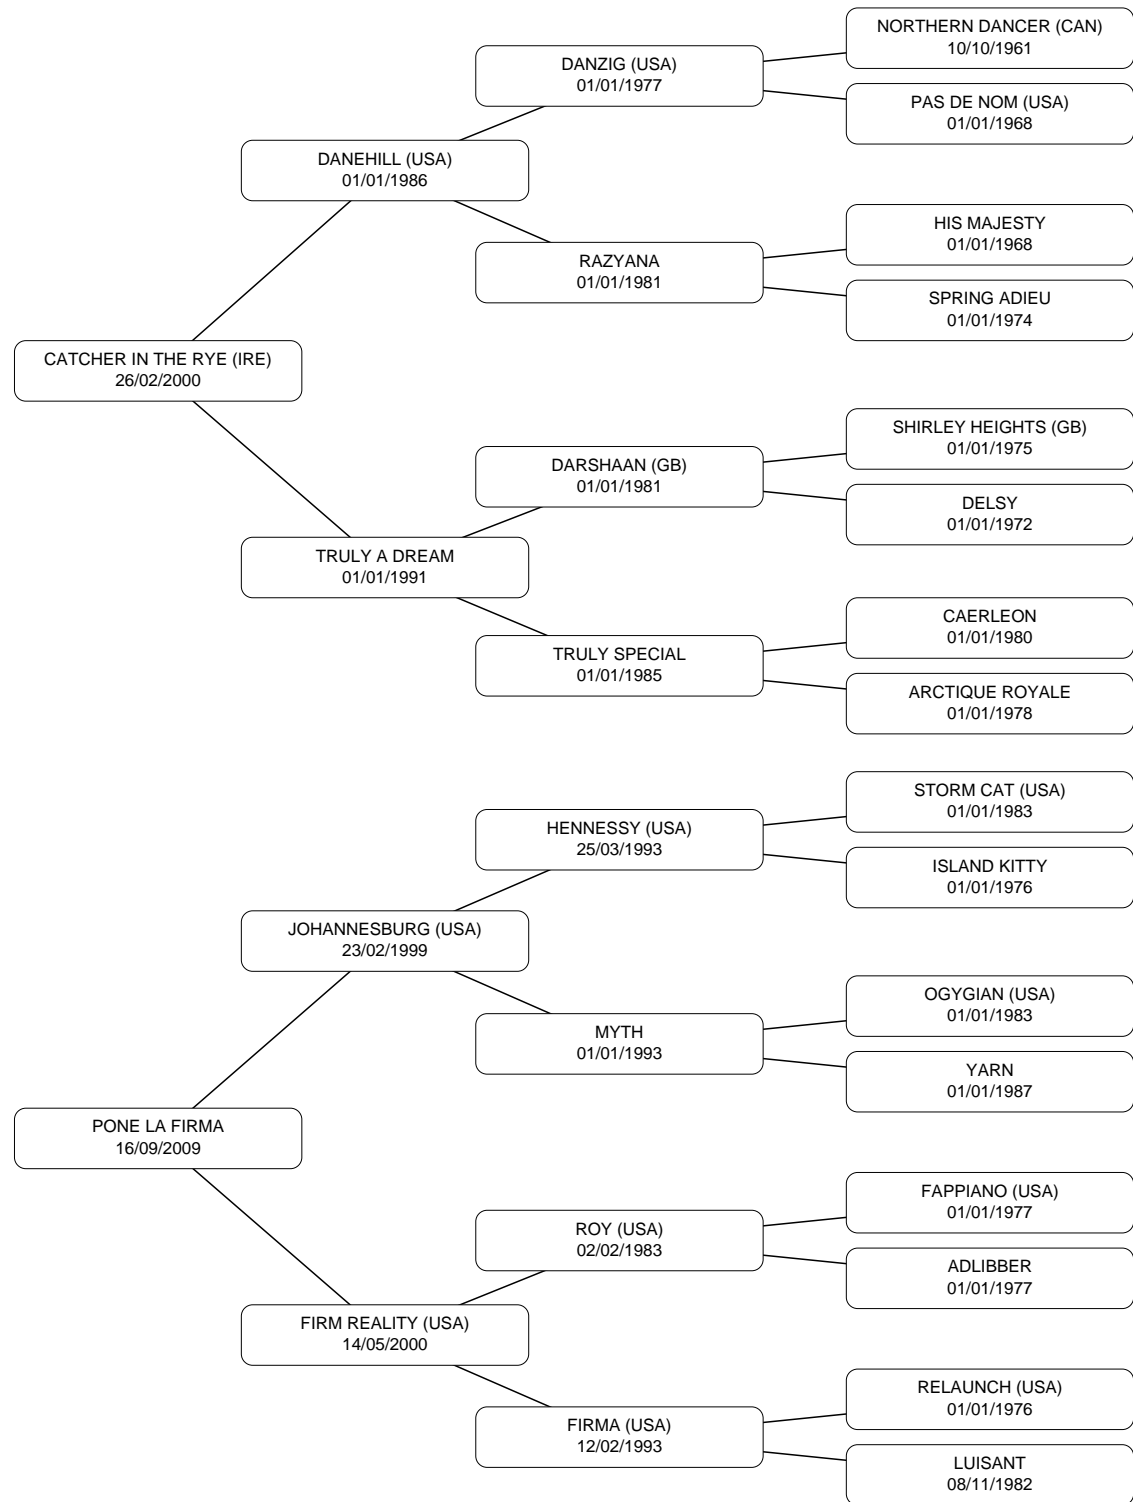 NORTHERN DANCER (CAN)
10/10/1961
DANZIG (USA)
01/01/1977
PAS DE NOM (USA)
01/01/1968
DANEHILL (USA)
01/01/1986
HIS MAJESTY
01/01/1968
RAZYANA
01/01/1981
SPRING ADIEU
01/01/1974
CATCHER IN THE RYE (IRE)
26/02/2000
SHIRLEY HEIGHTS (GB)
01/01/1975
DARSHAAN (GB)
01/01/1981
DELSY
01/01/1972
TRULY A DREAM
01/01/1991
CAERLEON
01/01/1980
TRULY SPECIAL
01/01/1985
ARCTIQUE ROYALE
01/01/1978
STORM CAT (USA)
01/01/1983
HENNESSY (USA)
25/03/1993
ISLAND KITTY
01/01/1976
JOHANNESBURG (USA)
23/02/1999
OGYGIAN (USA)
01/01/1983
MYTH
01/01/1993
YARN
01/01/1987
PONE LA FIRMA
16/09/2009
FAPPIANO (USA)
01/01/1977
ROY (USA)
02/02/1983
ADLIBBER
01/01/1977
FIRM REALITY (USA)
14/05/2000
RELAUNCH (USA)
01/01/1976
FIRMA (USA)
12/02/1993
LUISANT
08/11/1982